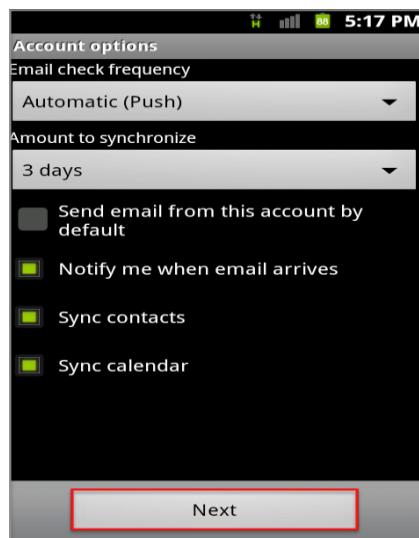 H 88 5:17 PM
Account options
Email check frequency
Automatic (Push)
Amount to synchronize
3 days
Send email from this account by
default
Notify me when email arrives
Sync contacts
Sync calendar
Next